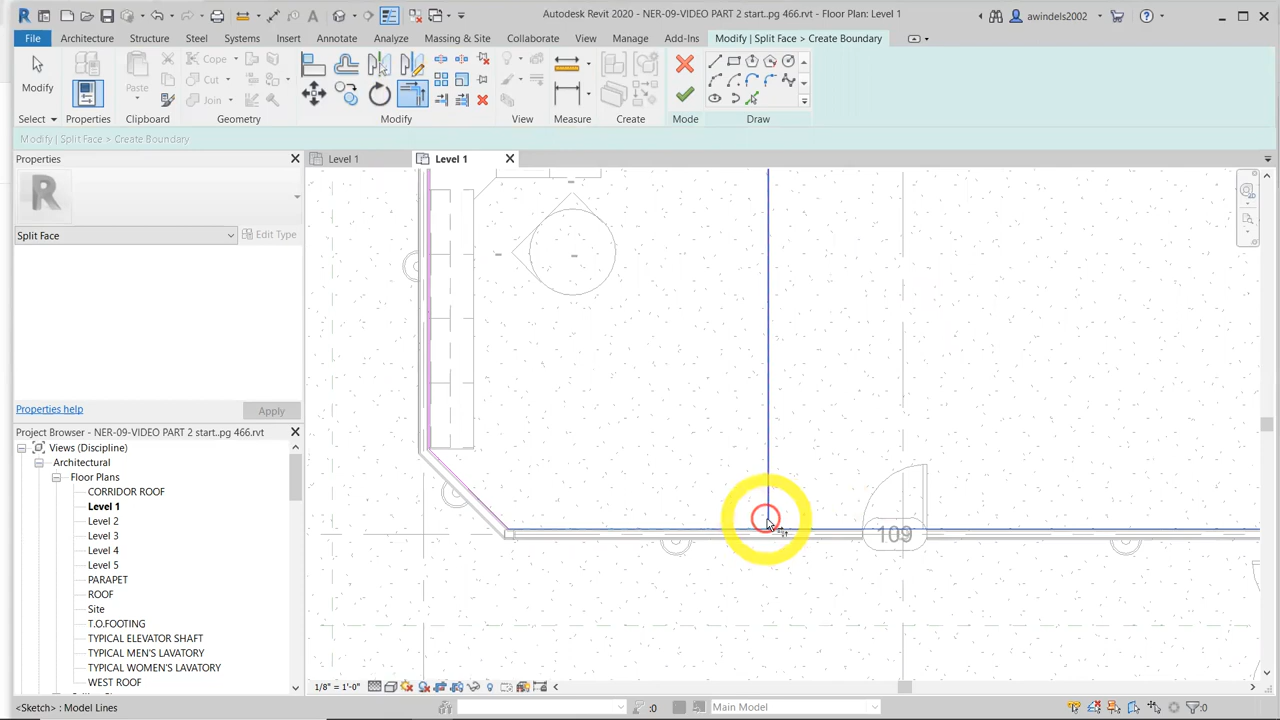 Autodesk Revit 2020 - NER-09-VIDEO PART 2 start..pg 466.rvt - Floor Plan: Level 1
awindels2002
File
Architecture
Structure
Steel
Systems
Insert
Annotate
Analyze
Massing & Site
Collaborate
View
Manage
Add-Ins
Modify | Split Face > Create Boundary
Modify
Paste
Cope
Cut
Join
Select
Properties
Clipboard
Geometry
Modify
View
Measure
Create
Mode
Draw
Modify | Split Face > Create Boundary
Properties
Level 1
Level 1
R
Split Face
Edit Type
Properties help
Apply
Project Browser - NER-09-VIDEO PART 2 start..pg 466.rvt
Views (Discipline)
Architectural
Floor Plans
CORRIDOR ROOF
Level 1
Level 2
Level 3
Level 4
Level 5
PARAPET
ROOF
Site
T.O.FOOTING
TYPICAL ELEVATOR SHAFT
TYPICAL MEN'S LAVATORY
TYPICAL WOMEN'S LAVATORY
WEST ROOF
109
1/8" = 1'-0"
<Sketch> : Model Lines
:0
Main Model
:0